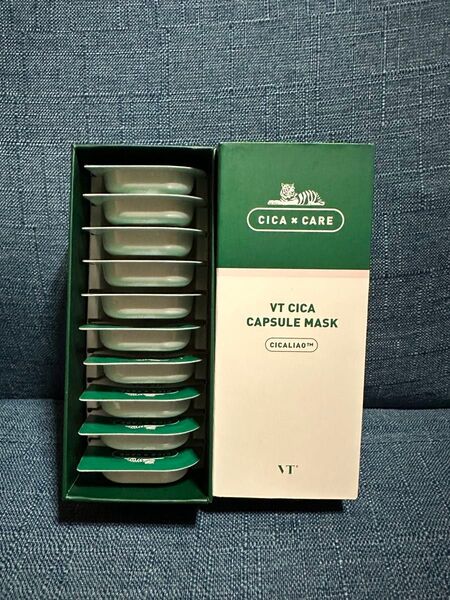 CICA × CARE
VT CICA
CAPSULE MASK
CICALIAO™
VT